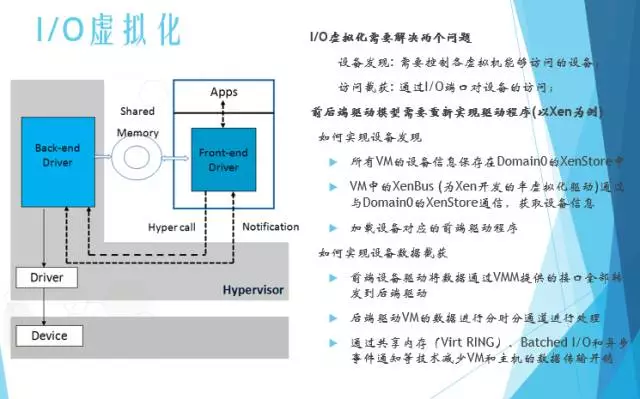 I/O虚拟化
Apps
Shared
Memory
Back-end
Driver
Front-end
Driver
Hyper call
Notification
Driver
Hypervisor
Device
I/O虚拟化需要解决两个问题
设备发现：需要控制各虚拟机能够访问的设备；
访问截获：通过I/O端口对设备的访问；
前后端驱动模型需要重新实现驱动程序(以Xen为例)
如何实现设备发现
所有VM的设备信息保存在Domain0的XenStore中
VM中的XenBus (为Xen开发的半虚拟化驱动)通过
与Domain0的XenStore通信，获取设备信息
加载设备对应的前端驱动程序
如何实现设备数据截获
前端设备驱动将数据通过VMM提供的接口全部转
发到后端驱动
后端驱动VM的数据进行分时分通道进行处理
通过共享内存（Virt RING）、Batched I/O和异步
事件通知等技术减少VM和主机的数据传输开销